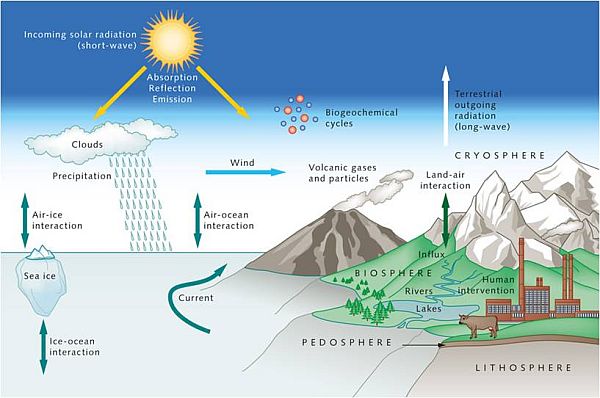 Incoming solar radiation
(short-wave)
Absorption
Reflection
Emission
Biogeochemical
cycles
Terrestrial
outgoing
radiation
(long-wave)
Clouds
CRYOSPHERE
Precipitation
Wind
Volcanic gases
and particles
Land-air
interaction
Air-ice
interaction
Air-ocean
interaction
Influx
Sea ice
BIOSPHERE
Human
intervention
Current
Rivers
Lakes
Ice-ocean
interaction
PEDOSPHERE
LITHOSPHERE